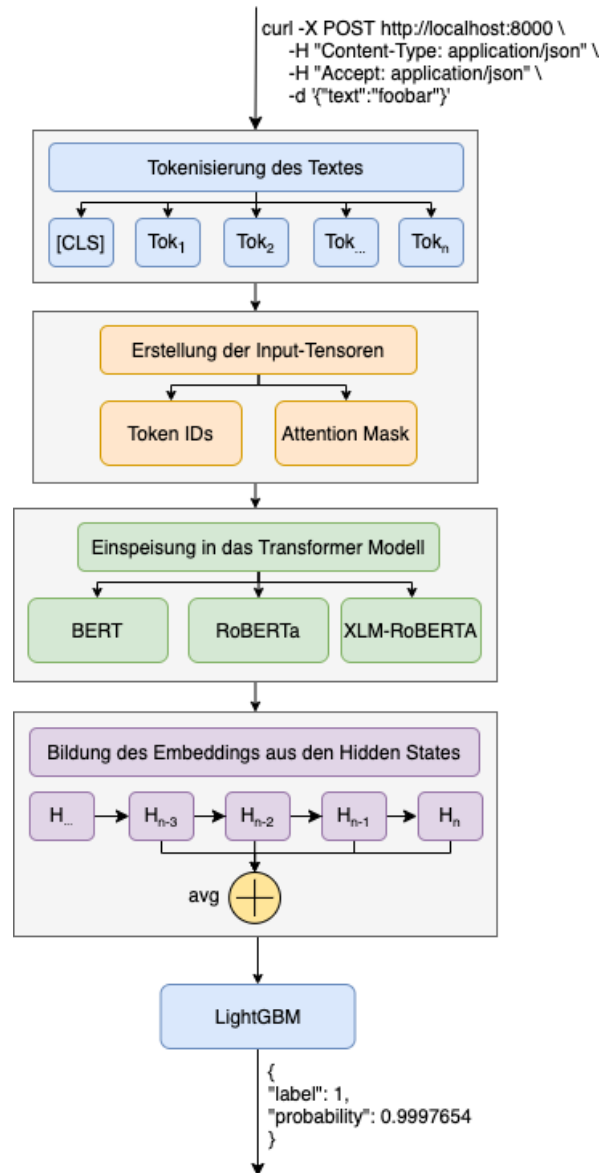 curl -X POST http://localhost:8000 \
-H "Content-Type: application/json" \
-H "Accept: application/json" \
-d '{"text":"foobar"}'
Tokenisierung des Textes
[CLS] Tok1 Tok2 Tok... Tokn
Erstellung der Input-Tensoren
Token IDs Attention Mask
Einspeisung in das Transformer Modell
BERT RoBERTa XLM-RoBERTA
Bildung des Embeddings aus den Hidden States
H... Hn-3 Hn-2 Hn-1 Hn
avg
LightGBM
{
"label": 1,
"probability": 0.9997654
}